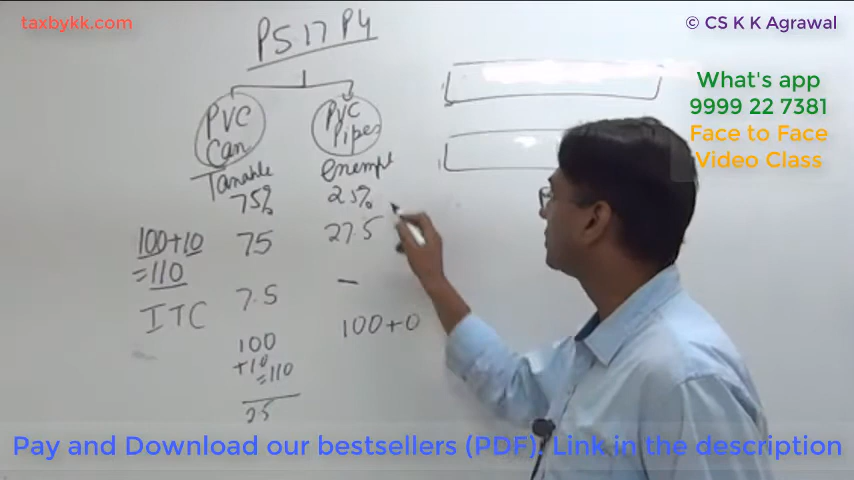 taxbykk.com
© CS K K Agrawal
P5.17 P4
What's app
9999 22 7381
Face to Face
Video Class
PVC
Can
PVC
Pipes
Taxable
Exempt
75%
25%
100+10
=110
75
27.5
ITC
7.5
-
100
+10
=110
100+0
25
Pay and Download our bestsellers (PDF). Link in the description